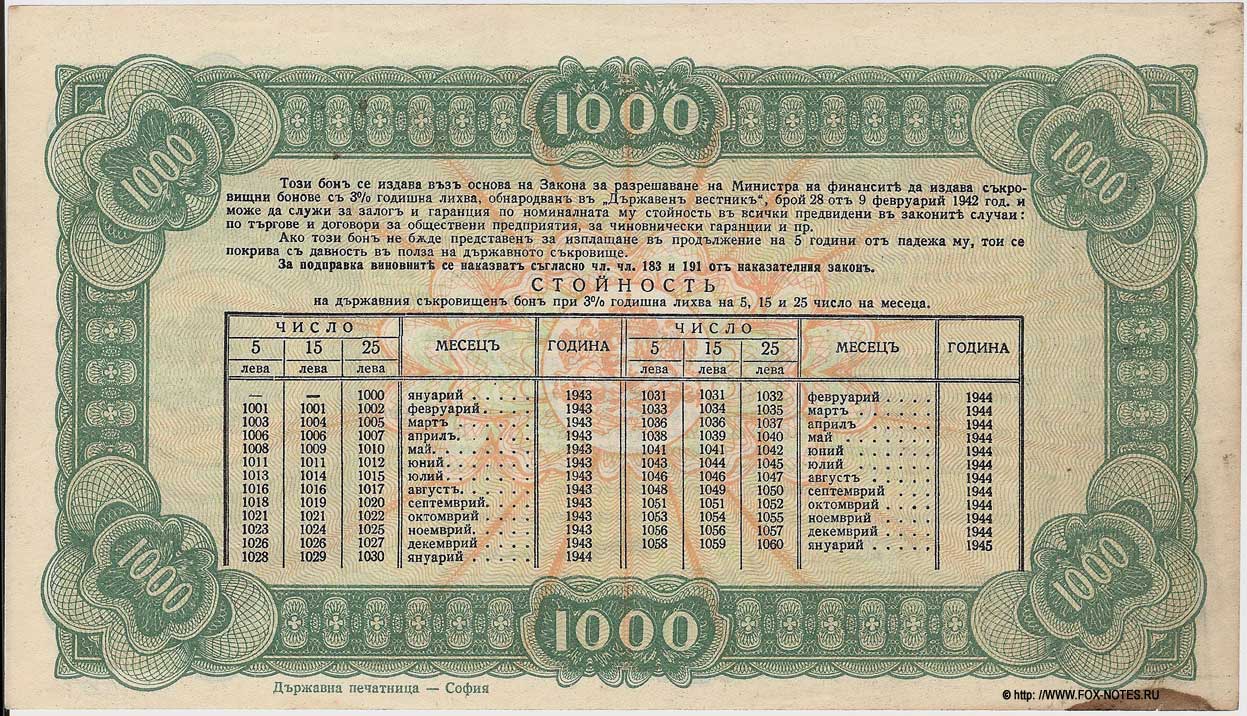 1000
1000
1000
Този бонъ се издава възъ основа на Закона за разрешаване на Министра на финанситѣ да издава съкро-
вищни бонове съ 3% годишна лихва, обнародванъ въ „Държавенъ вестникъ“, брой 28 отъ 9 февруарий 1942 год. и
може да служи за залогъ и гаранция по номиналната му стойность въ всички предвидени въ законитѣ случаи:
по търгове и договори за обществени предприятия, за чиновнически гаранции и пр.
Ако този бонъ не бѫде представенъ за изплащане въ продължение на 5 години отъ падежа му, тои се
покрива съ давность въ полза на държавното съкровище.
За подправка виновнитѣ се наказватъ съгласно чл. чл. 183 и 191 отъ наказателния законъ.
СТОЙНОСТЬ
на държавния съкровищенъ бонъ при 3% годишна лихва на 5, 15 и 25 число на месеца.
ЧИСЛО МЕСЕЦЪ ГОДИНА ЧИСЛО МЕСЕЦЪ ГОДИНА
5 15 25 5 15 25
лева лева лева лева лева лева
— — 1000 януарий 1943 1031 1031 1032 февруарий . . . . 1944
1001 1001 1002 февруарий. . . . 1943 1033 1034 1035 мартъ . . . . . . 1944
1003 1004 1005 мартъ . . . . . . 1943 1036 1036 1037 априлъ . . . . . 1944
1006 1006 1007 априлъ. . . . . . 1943 1038 1039 1040 май . . . . . . . 1944
1008 1009 1010 май. . . . . . . . 1943 1041 1041 1042 юний . . . . . . 1944
1011 1011 1012 юний. . . . . . . 1943 1043 1044 1045 юлий . . . . . . 1944
1013 1014 1015 юлий. . . . . . . 1943 1046 1046 1047 августъ . . . . . 1944
1016 1016 1017 августъ. . . . . . 1943 1048 1049 1050 септемврий . . . . 1944
1018 1019 1020 септемврий. . . . 1943 1051 1051 1052 октомврий . . . . 1944
1021 1021 1022 октомврий . . . . 1943 1053 1054 1055 ноемврий . . . . 1944
1023 1024 1025 ноемврий. . . . . 1943 1056 1056 1057 декемврий . . . . 1944
1026 1026 1027 декемврий . . . . 1943 1058 1059 1060 януарий . . . . . 1945
1028 1029 1030 януарий . . . . . 1944
1000
1000
1000
Държавна печатница — София
© http: //WWW.FOX-NOTES.RU